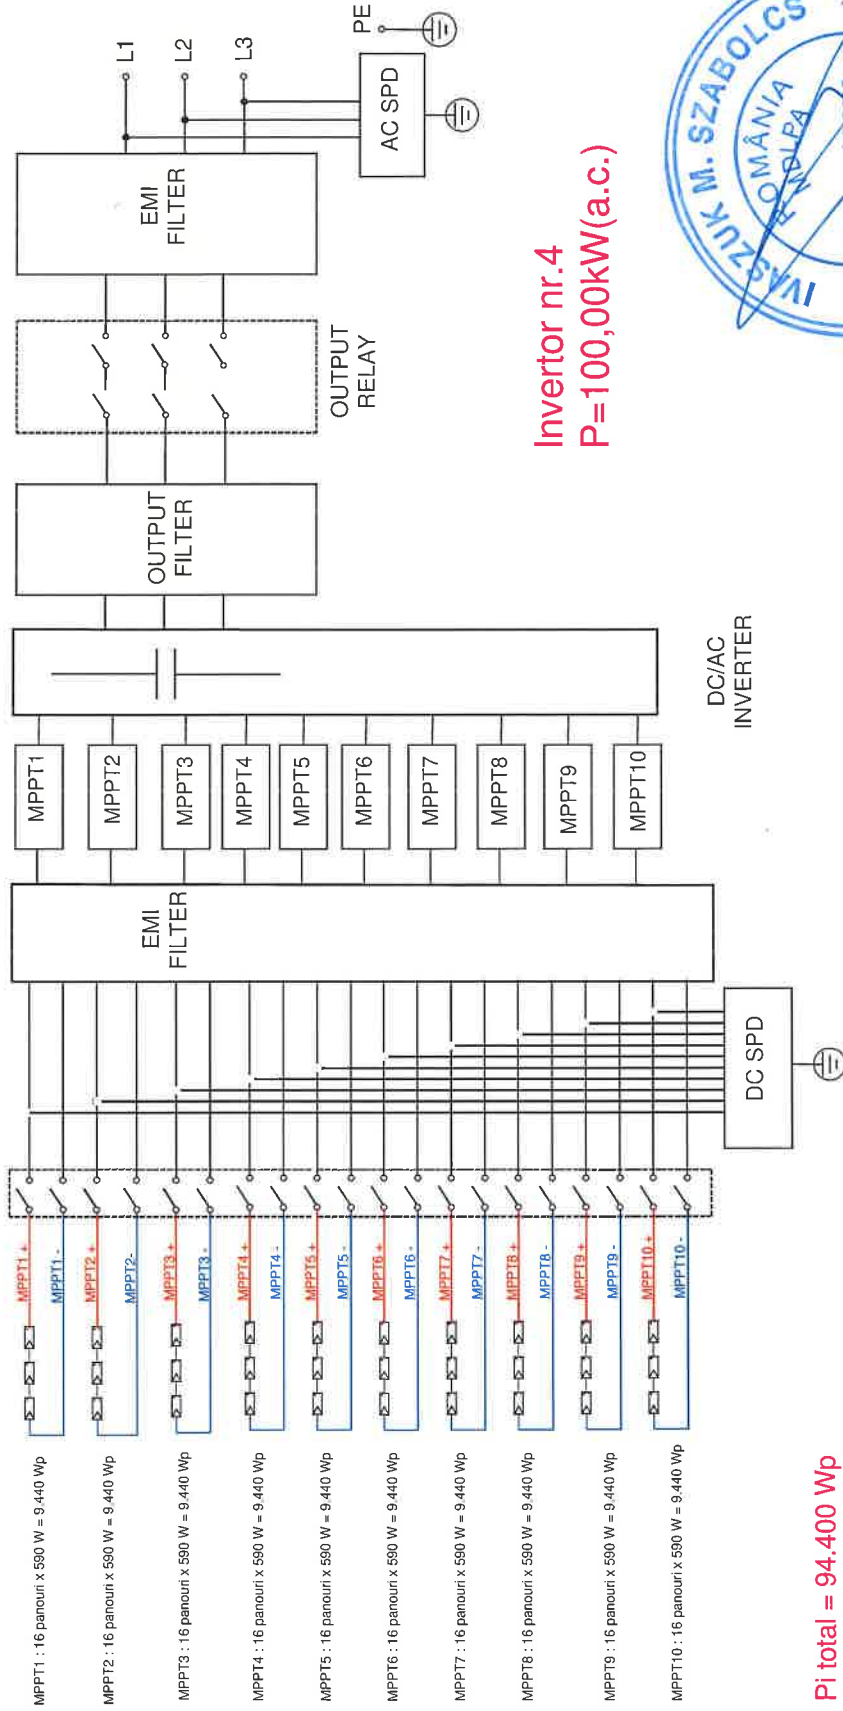 MPPT1 : 16 panouri x 590 W = 9.440 Wp
MPPT2 : 16 panouri x 590 W = 9.440 Wp
MPPT3 : 16 panouri x 590 W = 9.440 Wp
MPPT4 : 16 panouri x 590 W = 9.440 Wp
MPPT5 : 16 panouri x 590 W = 9.440 Wp
MPPT6 : 16 panouri x 590 W = 9.440 Wp
MPPT7 : 16 panouri x 590 W = 9.440 Wp
MPPT8 : 16 panouri x 590 W = 9.440 Wp
MPPT9 : 16 panouri x 590 W = 9.440 Wp
MPPT10 : 16 panouri x 590 W = 9.440 Wp
Pi total = 94.400 Wp
MPPT1 +
MPPT1 -
MPPT2 +
MPPT2-
MPPT3 +
MPPT3 -
MPPT4 +
MPPT4 -
MPPT5 +
MPPT5 -
MPPT6 +
MPPT6 -
MPPT7 +
MPPT7 -
MPPT8 +
MPPT8 -
MPPT9 +
MPPT9 -
MPPT10 +
MPPT10 -
DC SPD
EMI
FILTER
MPPT1
MPPT2
MPPT3
MPPT4
MPPT5
MPPT6
MPPT7
MPPT8
MPPT9
MPPT10
DC/AC
INVERTER
OUTPUT
FILTER
OUTPUT
RELAY
EMI
FILTER
L1
L2
L3
PE
AC SPD
Invertor nr.4
P=100,00kW(a.c.)
IVASZUK M. SZABOLCS
OMÂNIA
MDLPA